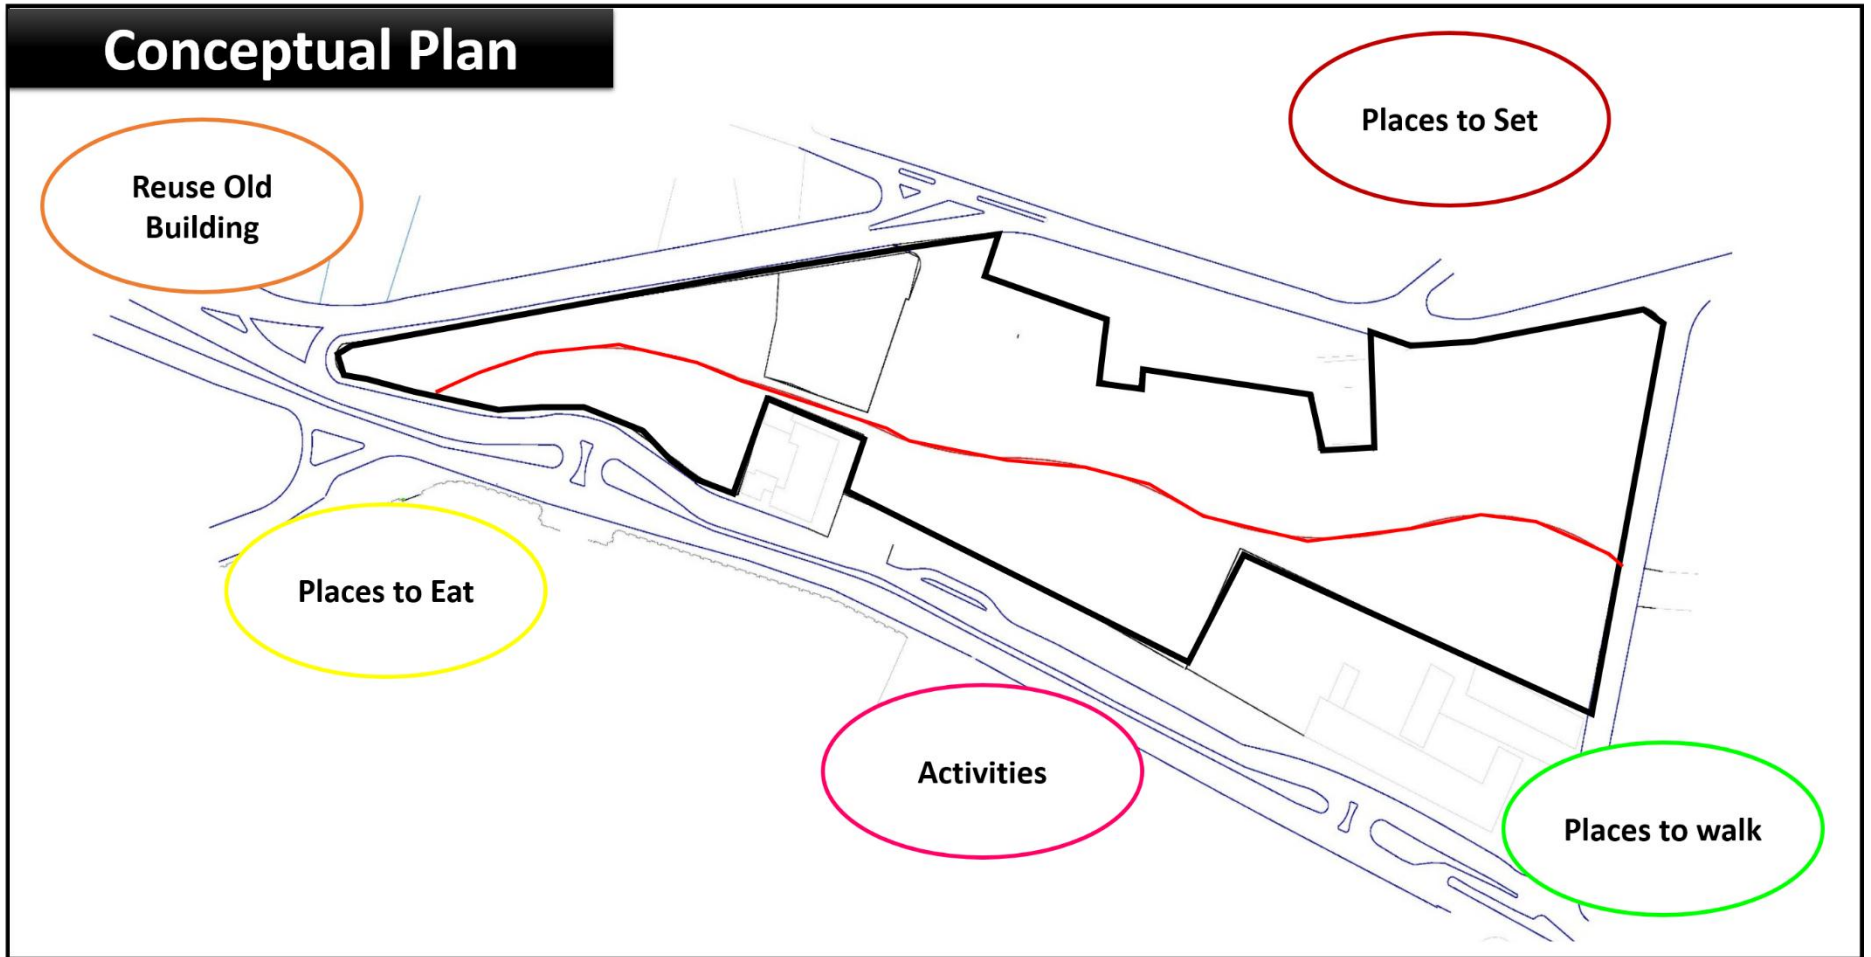 Conceptual Plan
Places to Set
Reuse Old
Building
Places to Eat
Activities
Places to walk